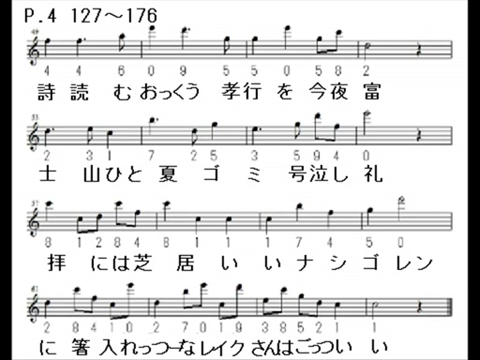 P.4 127～176
49
4 4 6 0 9 5 5 0 5 8 2
詩 読 む おっくう 孝行 を 今夜 富
53
2 3 1 7 2 5 3 5 9 4 0
士 山ひと 夏 ゴ ミ 号泣し 礼
57
8 1 2 8 4 8 1 1 1 7 4 5 0
拝 には芝 居 い い ナ シ ゴ レン
61
2 8 4 1 0 2 7 0 1 9 3 8 5 2 1 1
に 箸 入れっつーな レイク さんはごっつい い